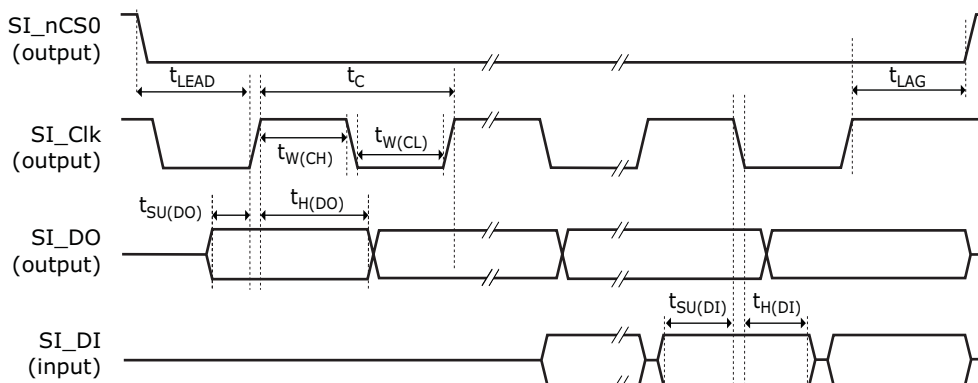 SI_nCS0
(output)
tLEAD
tC
tLAG
SI_Clk
(output)
tW(CH)
tW(CL)
tSU(DO)
tH(DO)
SI_DO
(output)
tSU(DI)
tH(DI)
SI_DI
(input)